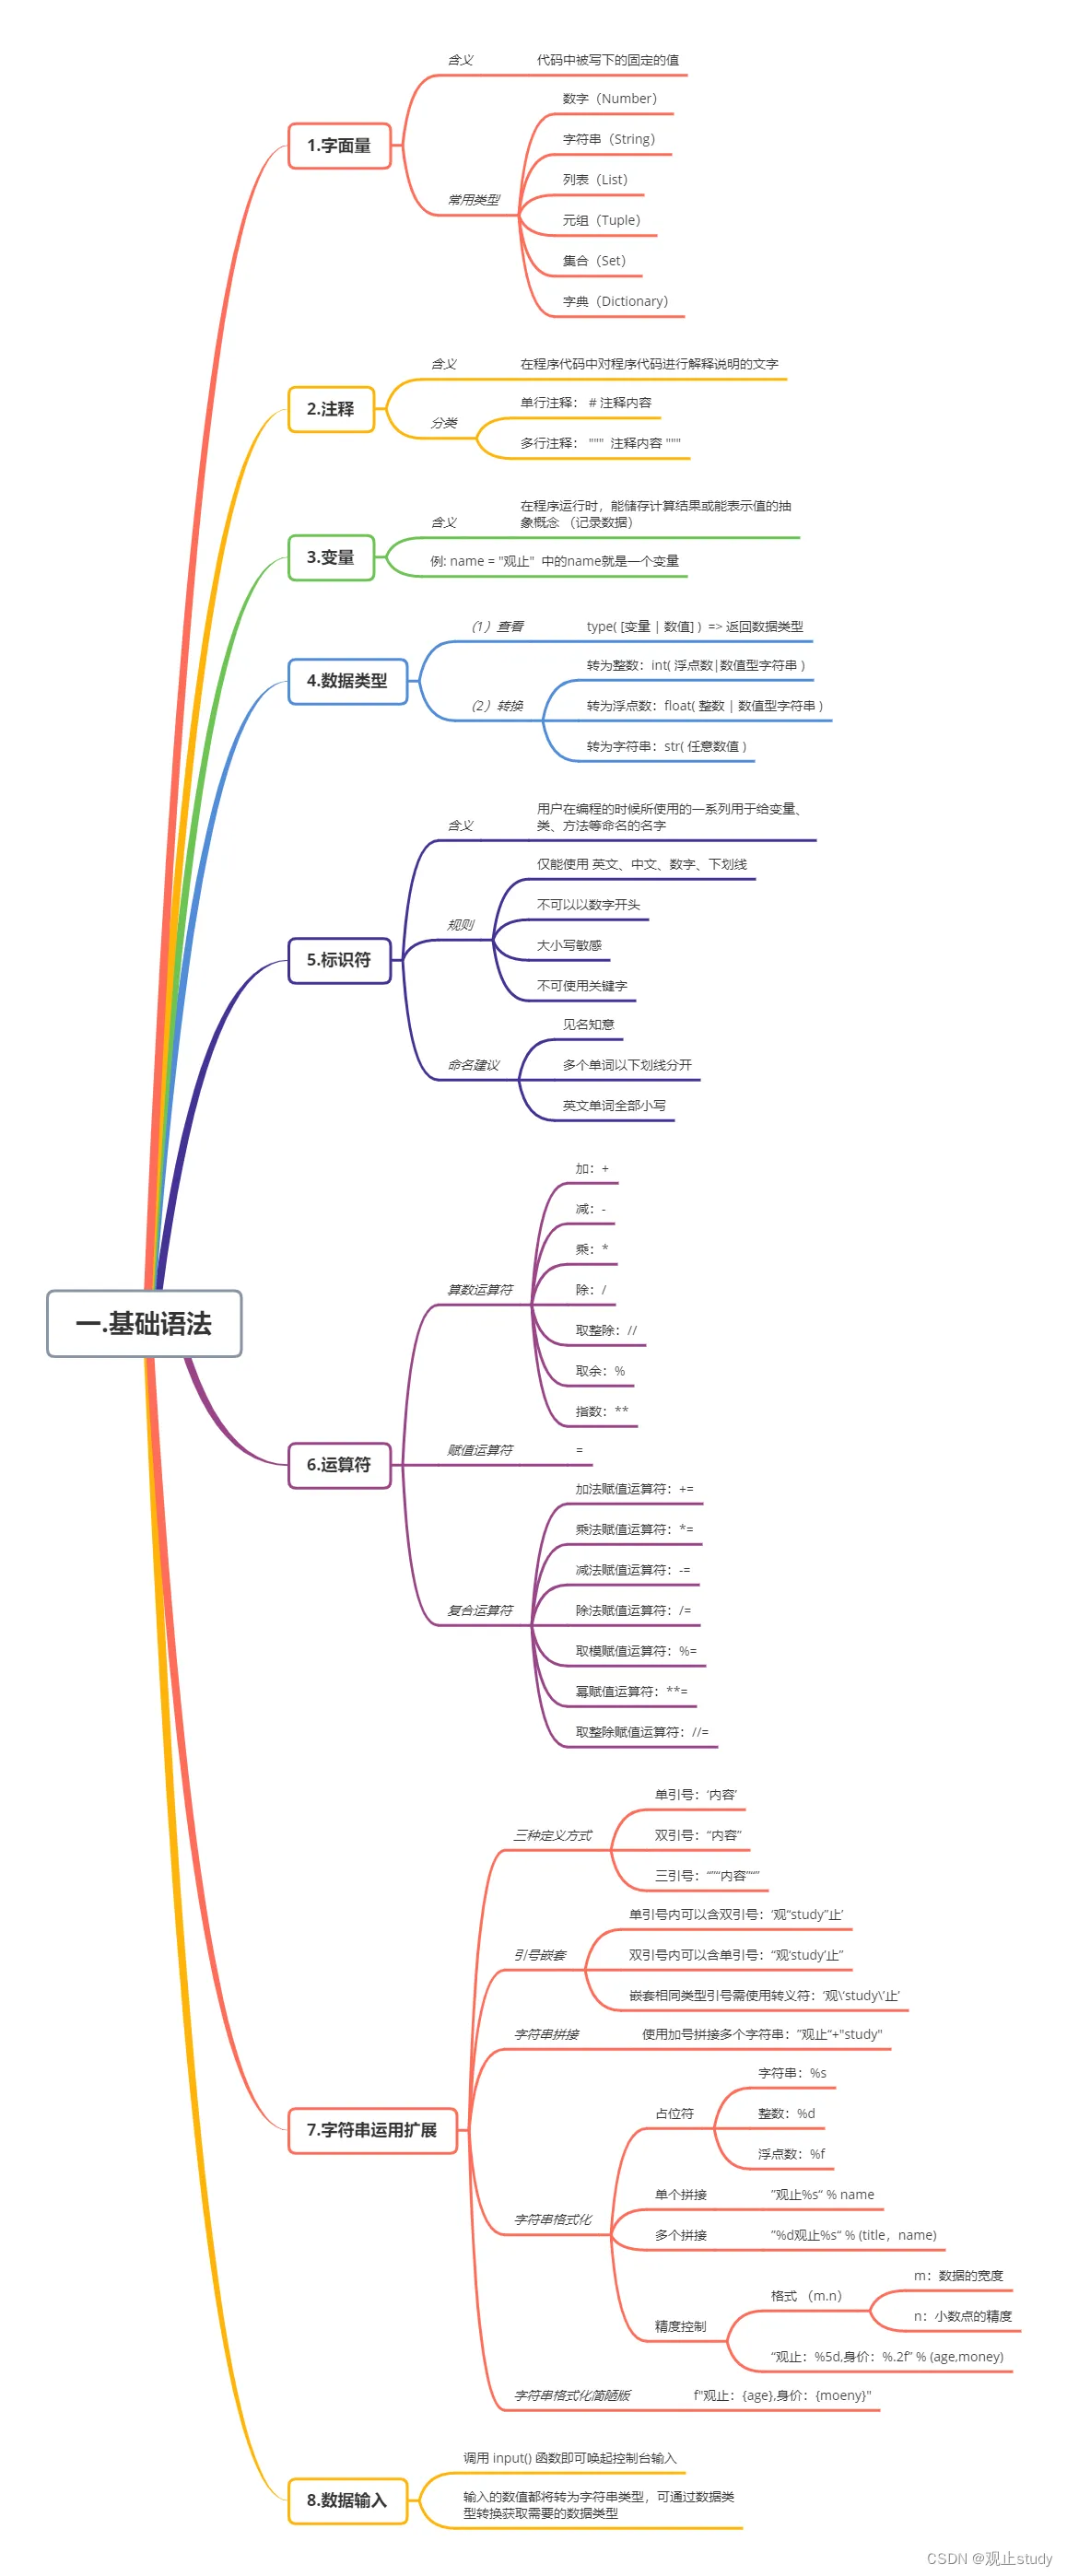 一.基础语法
1.字面量
含义
代码中被写下的固定的值
常用类型
数字（Number）
字符串（String）
列表（List）
元组（Tuple）
集合（Set）
字典（Dictionary）
2.注释
含义
在程序代码中对程序代码进行解释说明的文字
分类
单行注释： # 注释内容
多行注释： """ 注释内容 """
3.变量
含义
在程序运行时，能储存计算结果或能表示值的抽
象概念 （记录数据）
例: name = "观止" 中的name就是一个变量
4.数据类型
（1）查看
type( [变量 | 数值] ) => 返回数据类型
（2）转换
转为整数：int( 浮点数|数值型字符串 )
转为浮点数：float( 整数 | 数值型字符串 )
转为字符串：str( 任意数值 )
5.标识符
含义
用户在编程的时候所使用的一系列用于给变量、
类、方法等命名的名字
规则
仅能使用 英文、中文、数字、下划线
不可以以数字开头
大小写敏感
不可使用关键字
命名建议
见名知意
多个单词以下划线分开
英文单词全部小写
6.运算符
算数运算符
加：+
减：-
乘：*
除：/
取整除：//
取余：%
指数：**
赋值运算符
=
复合运算符
加法赋值运算符：+=
乘法赋值运算符：*=
减法赋值运算符：-=
除法赋值运算符：/=
取模赋值运算符：%=
幂赋值运算符：**=
取整除赋值运算符：//=
7.字符串运用扩展
三种定义方式
单引号：‘内容’
双引号：“内容”
三引号：“”“内容”“”
引号嵌套
单引号内可以含双引号：‘观“study”止’
双引号内可以含单引号：“观‘study’止”
嵌套相同类型引号需使用转义符：‘观\‘study\’止’
字符串拼接
使用加号拼接多个字符串：”观止“+"study"
字符串格式化
占位符
字符串：%s
整数：%d
浮点数：%f
单个拼接
”观止%s“ % name
多个拼接
”%d观止%s“ % (title，name)
精度控制
格式 （m.n）
m：数据的宽度
n：小数点的精度
“观止：%5d,身价：%.2f” % (age,money)
字符串格式化简陋版
f"观止：{age},身价：{moeny}"
8.数据输入
调用 input() 函数即可唤起控制台输入
输入的数值都将转为字符串类型，可通过数据类
型转换获取需要的数据类型
CSDN @观止study